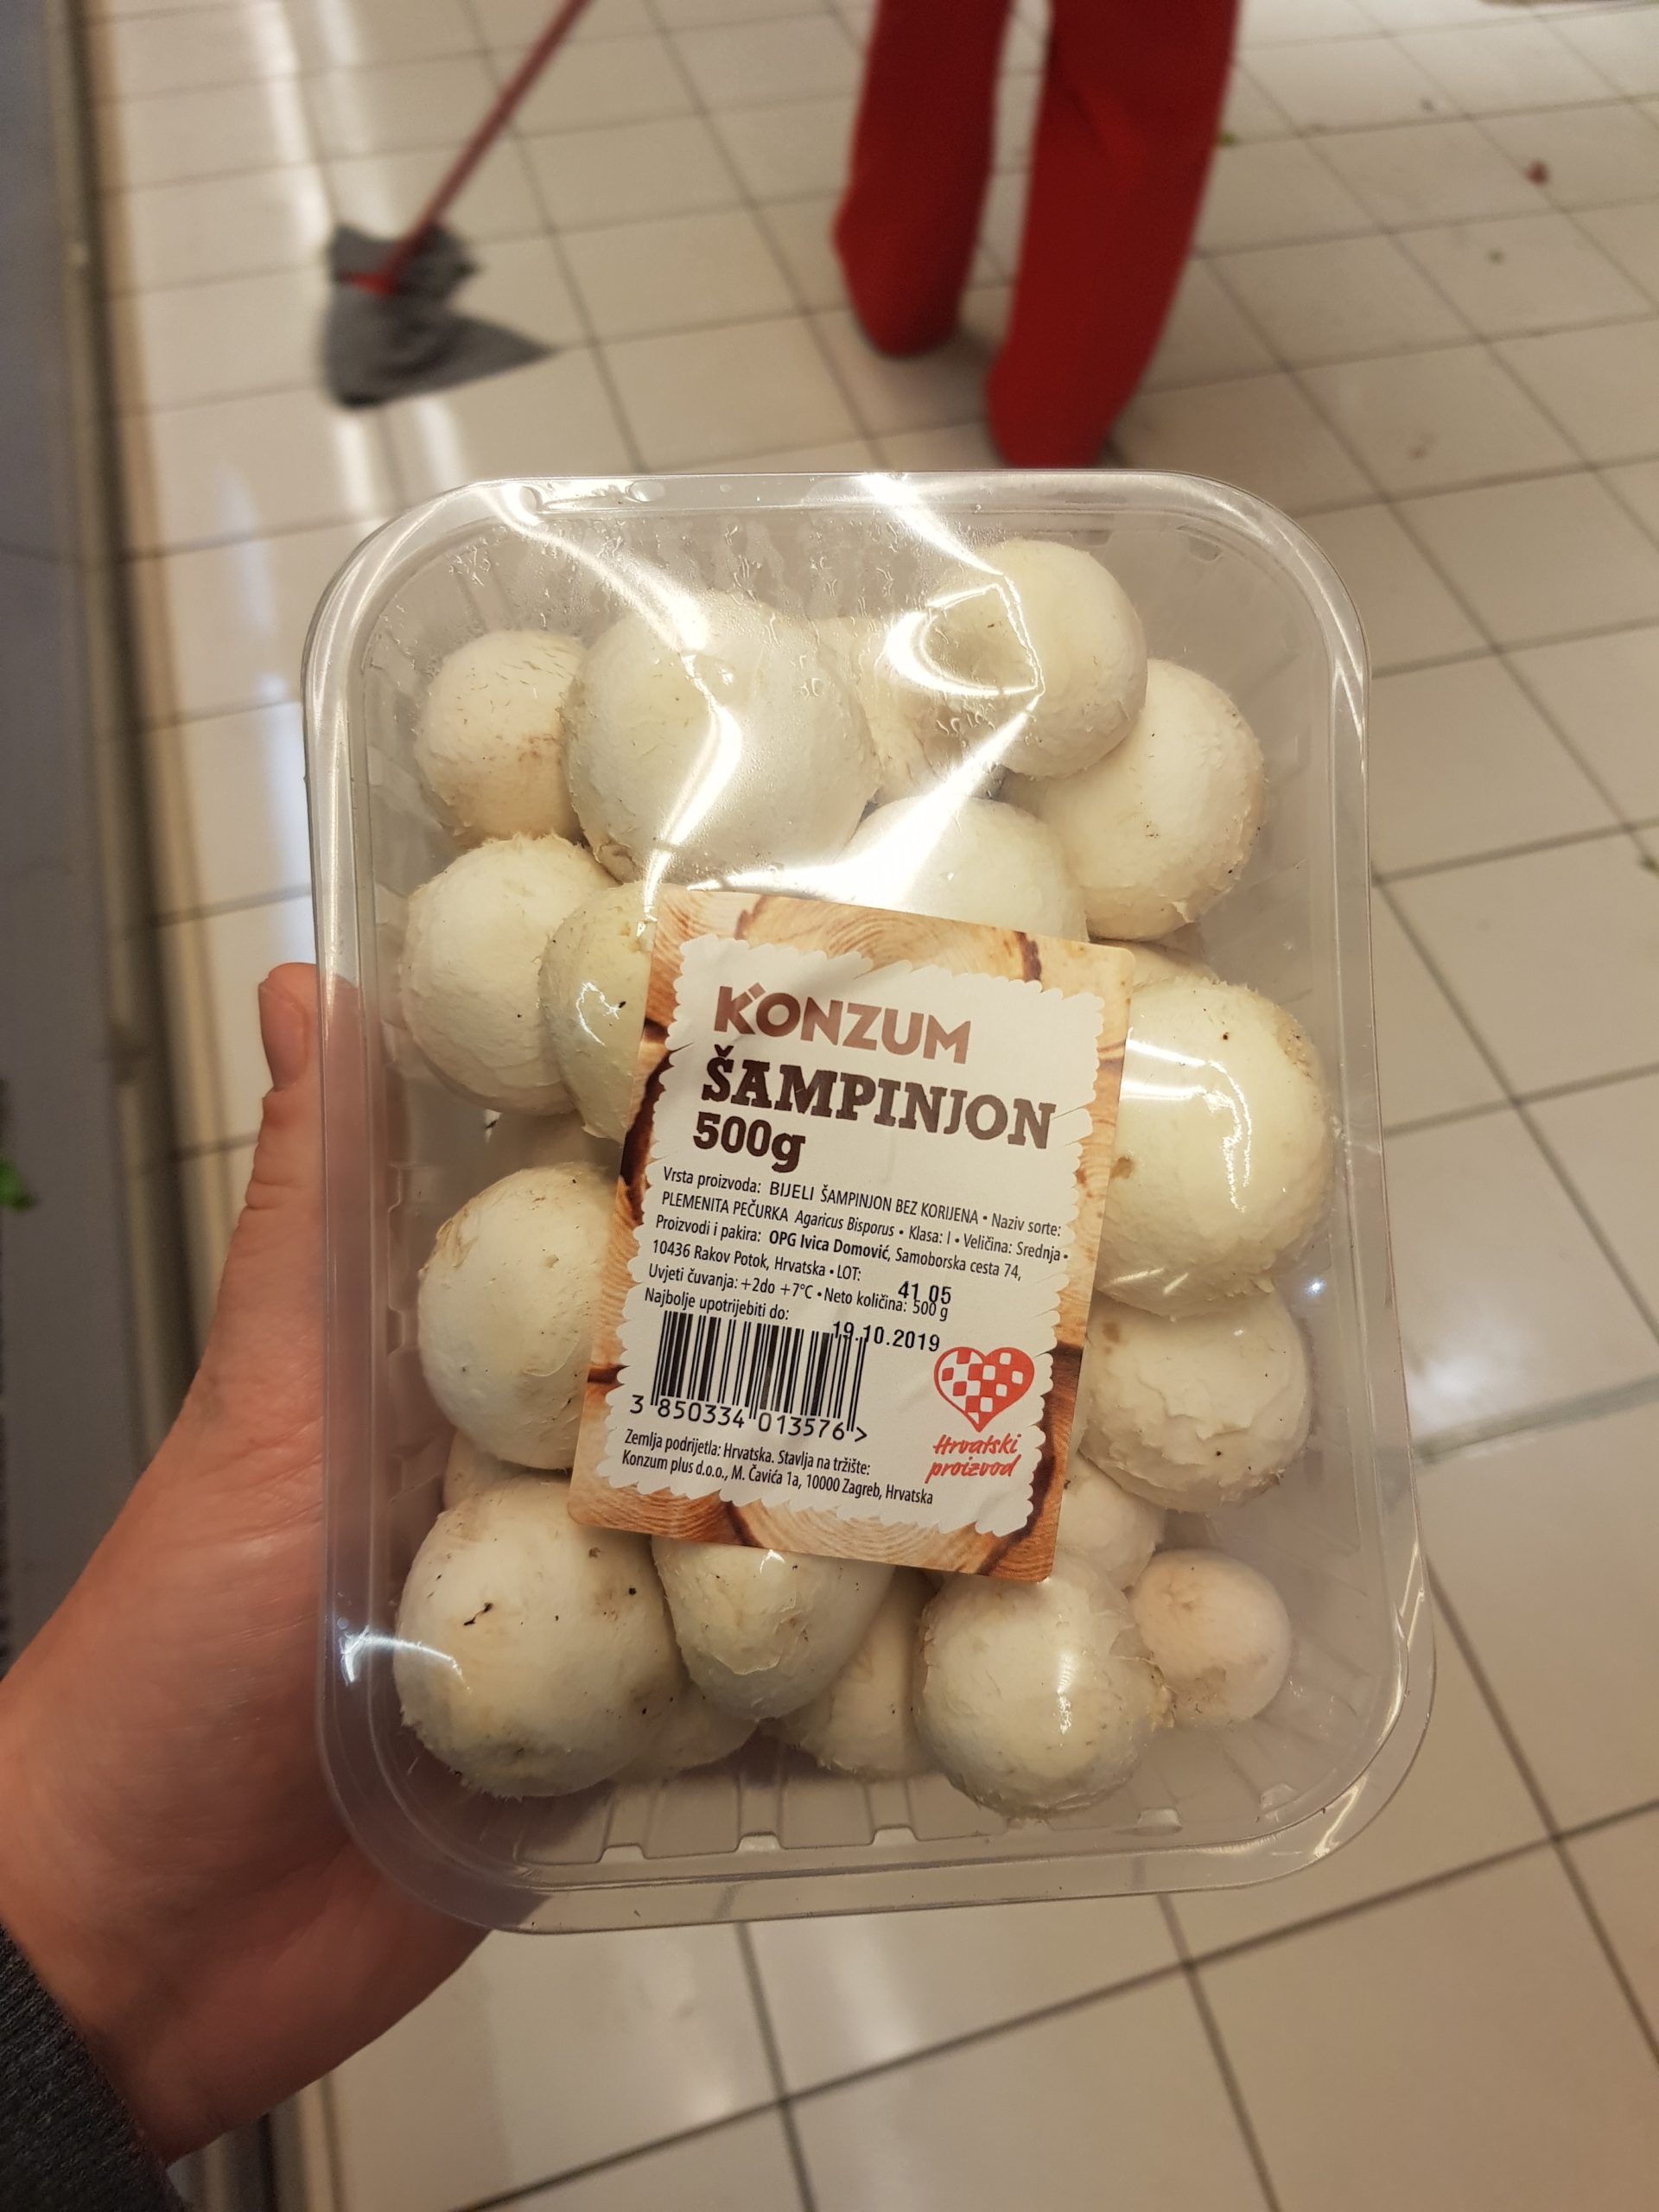 KONZUM
ŠAMPINJON
500g
Vrsta proizvoda: BIJELI ŠAMPINJON BEZ KORIJENA • Naziv sorte:
PLEMENITA PEČURKA Agaricus Bisporus • Klasa: I • Veličina: Srednja •
Proizvodi i pakira: OPG Ivica Domović, Samoborska cesta 74,
10436 Rakov Potok, Hrvatska • LOT: 41 05
Uvjeti čuvanja: +2do +7°C • Neto količina: 500 g
Najbolje upotrijebiti do: 19.10.2019
3 850334 013576 >
Hrvatski
proizvod
Zemlja podrijetla: Hrvatska. Stavlja na tržište:
Konzum plus d.o.o., M. Čavića 1a, 10000 Zagreb, Hrvatska